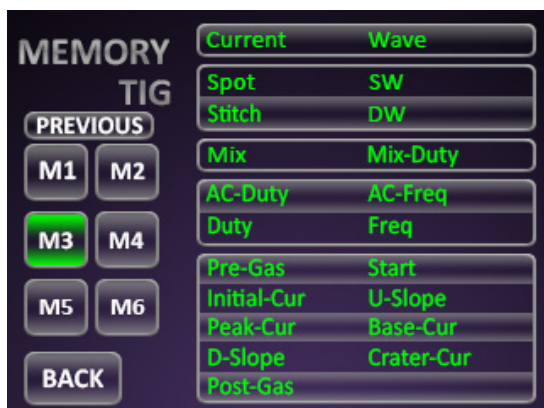 MEMORY
TIG
PREVIOUS
M1 M2
M3 M4
M5 M6
BACK
Current Wave
Spot SW
Stitch DW
Mix Mix-Duty
AC-Duty AC-Freq
Duty Freq
Pre-Gas Start
Initial-Cur U-Slope
Peak-Cur Base-Cur
D-Slope Crater-Cur
Post-Gas